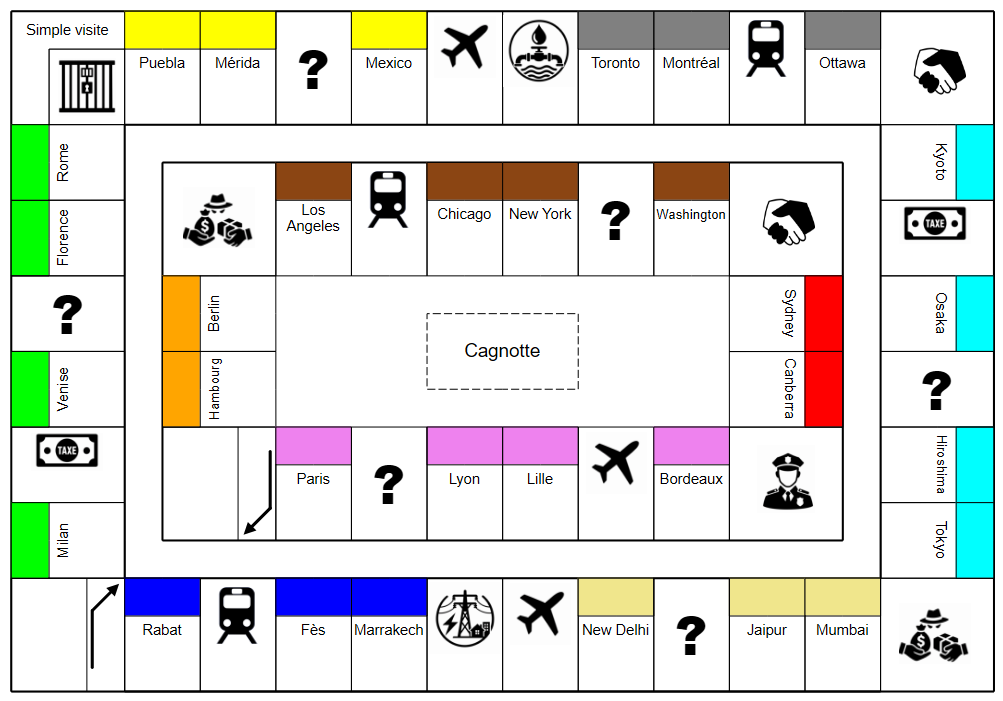 Simple visite
Puebla
Mérida
?
Mexico
Toronto
Montréal
Ottawa
Rome
Florence
?
Venise
TAXE
Milan
Kyoto
TAXE
Osaka
?
Hiroshima
Tokyo
$
Los
Angeles
Chicago
New York
?
Washington
Berlin
Hambourg
Sydney
Canberra
Cagnotte
Paris
?
Lyon
Lille
Bordeaux
Rabat
Fès
Marrakech
New Delhi
?
Jaipur
Mumbai
$